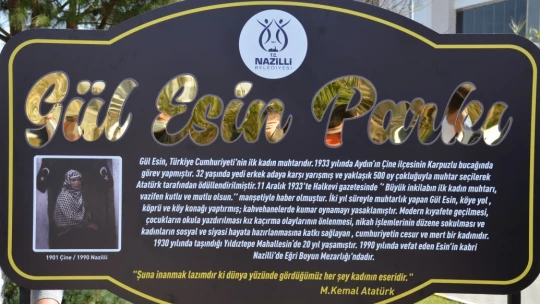 T.C.
NAZİLLİ
BELEDİYESİ
Gül Esin Parkı
Gül Esin, Türkiye Cumhuriyeti'nin ilk kadın muhtarıdır.1933 yılında Aydın'ın Çine ilçesinin Karpuzlu bucağında
görev yapmıştır. 32 yaşında yedi erkek adaya karşı yarışmış ve yaklaşık 500 oy çokluğuyla muhtar seçilerek
Atatürk tarafından ödüllendirilmiştir.11 Aralık 1933'te Halkevi gazetesinde " Büyük inkilabın ilk kadın muhtarı,
vazifen kutlu ve mutlu olsun." manşetiyle haber olmuştur. İki yıl süreyle muhtarlık yapan Gül Esin, köye yol ,
köprü ve köy konağı yaptırmış; kahvehanelerde kumar oynamayı yasaklamıştır. Modern kıyafete geçilmesi,
çocukların okula yazdırılması kız kaçırma olaylarının önlenmesi, nikah işlemlerinin düzene sokulması ve
kadınların sosyal ve siyasi hayata hazırlanmasına katkı sağlayan , cumhuriyetin cesur ve mert bir kadınıdır.
1930 yılında taşındığı Yıldıztepe Mahallesin'de 20 yıl yaşamıştır. 1990 yılında vefat eden Esin'in kabri
Nazilli'de Eğri Boyun Mezarlığı'ndadır.
1901 Çine / 1990 Nazilli
"Şuna inanmak lazımdır ki dünya yüzünde gördüğümüz her şey kadının eseridir."
M.Kemal Atatürk